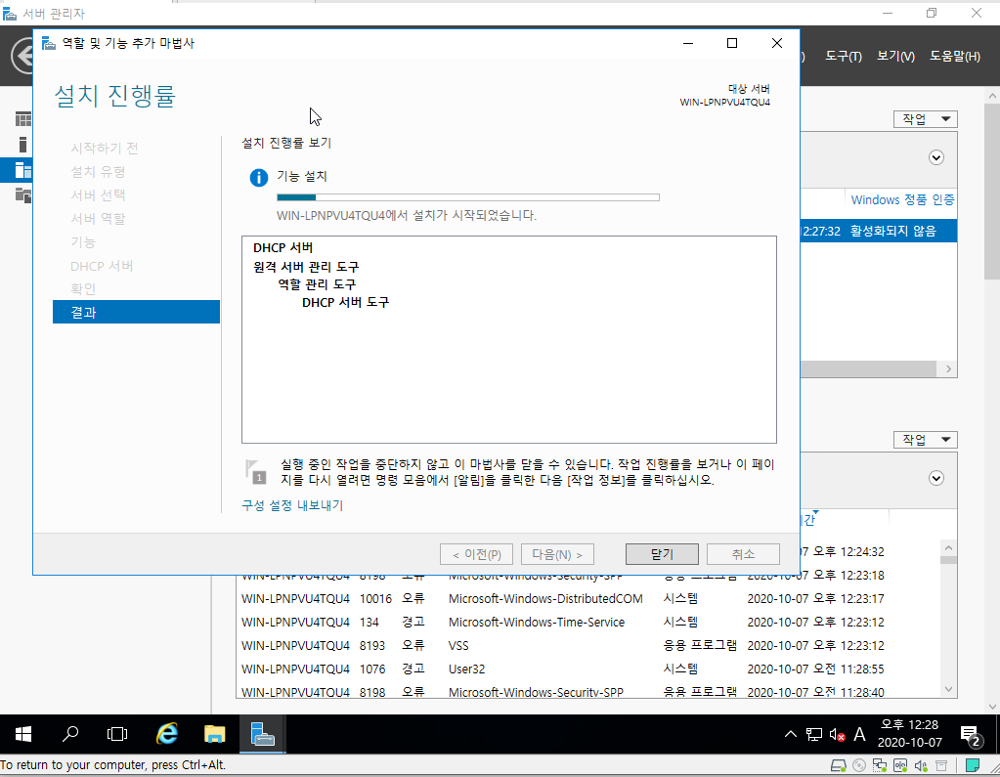 서버 관리자
역할 및 기능 추가 마법사
도구(T) 보기(V) 도움말(H)
설치 진행률
대상 서버
WIN-LPNPVU4TQU4
작업
시작하기 전
설치 유형
서버 선택
서버 역할
기능
DHCP 서버
확인
결과
설치 진행률 보기
기능 설치
WIN-LPNPVU4TQU4에서 설치가 시작되었습니다.
DHCP 서버
원격 서버 관리 도구
역할 관리 도구
DHCP 서버 도구
Windows 정품 인증
12:27:32 활성화되지 않음
작업
1
실행 중인 작업을 중단하지 않고 이 마법사를 닫을 수 있습니다. 작업 진행률을 보거나 이 페이
지를 다시 열려면 명령 모음에서 [알림]을 클릭한 다음 [작업 정보]를 클릭하십시오.
구성 설정 내보내기
< 이전(P) 다음(N) > 닫기 취소
오후 12:24:32
WIN-LPNPVU4TQU4 8198 오류 Microsoft-Windows-Security-SPP 응용 프로그램 2020-10-07 오후 12:23:18
WIN-LPNPVU4TQU4 10016 오류 Microsoft-Windows-DistributedCOM 시스템 2020-10-07 오후 12:23:17
WIN-LPNPVU4TQU4 134 경고 Microsoft-Windows-Time-Service 시스템 2020-10-07 오후 12:23:12
WIN-LPNPVU4TQU4 8193 오류 VSS 응용 프로그램 2020-10-07 오후 12:23:12
WIN-LPNPVU4TQU4 1076 경고 User32 시스템 2020-10-07 오전 11:28:55
WIN-LPNPVU4TQU4 8198 오류 Microsoft-Windows-Security-SPP 응용 프로그램 2020-10-07 오전 11:28:40
A
오후 12:28
2020-10-07
2
To return to your computer, press Ctrl+Alt.